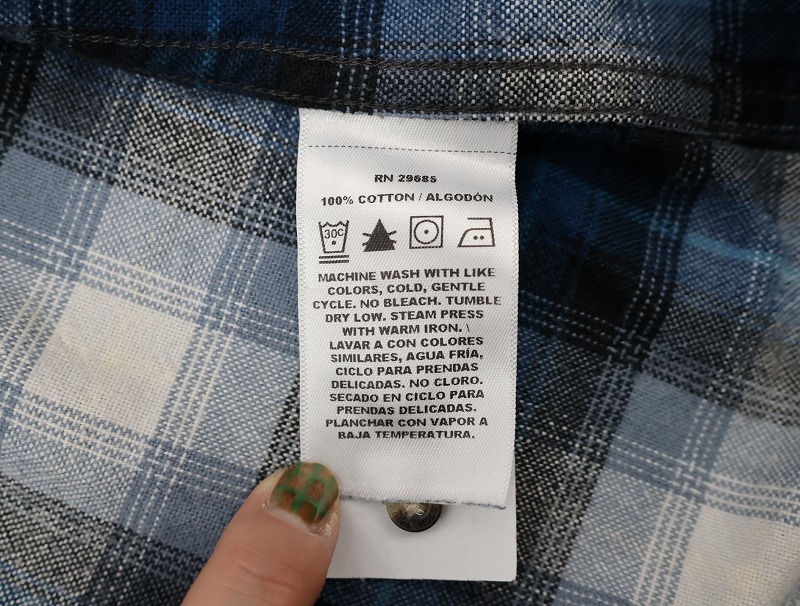 RN 29685
100% COTTON / ALGODÓN
30C
MACHINE WASH WITH LIKE
COLORS, COLD, GENTLE
CYCLE. NO BLEACH. TUMBLE
DRY LOW. STEAM PRESS
WITH WARM IRON. \
LAVAR A CON COLORES
SIMILARES, AGUA FRÍA,
CICLO PARA PRENDAS
DELICADAS. NO CLORO.
SECADO EN CICLO PARA
PRENDAS DELICADAS.
PLANCHAR CON VAPOR A
BAJA TEMPERATURA.